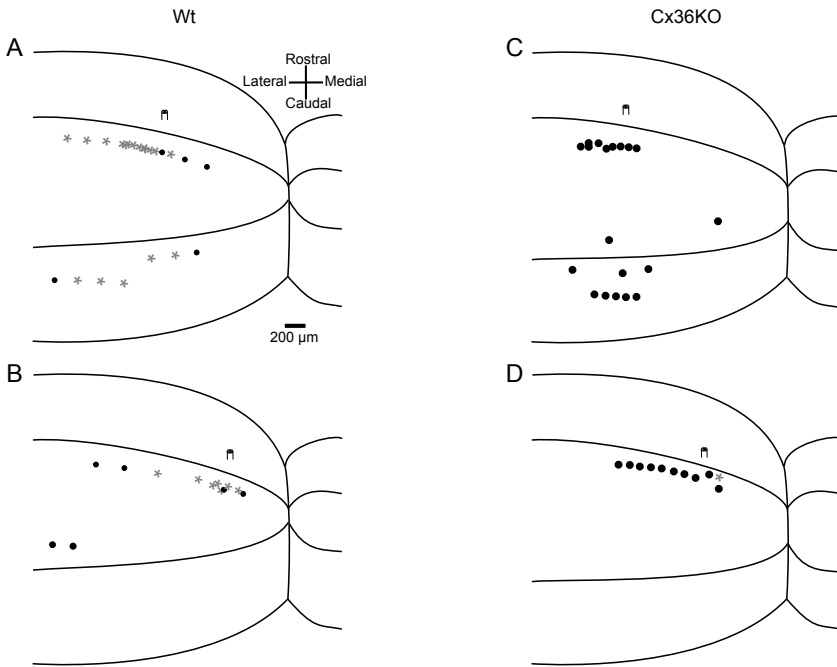 Wt
Cx36KO
A
C
Rostral
Lateral
Medial
Caudal
200 µm
B
D